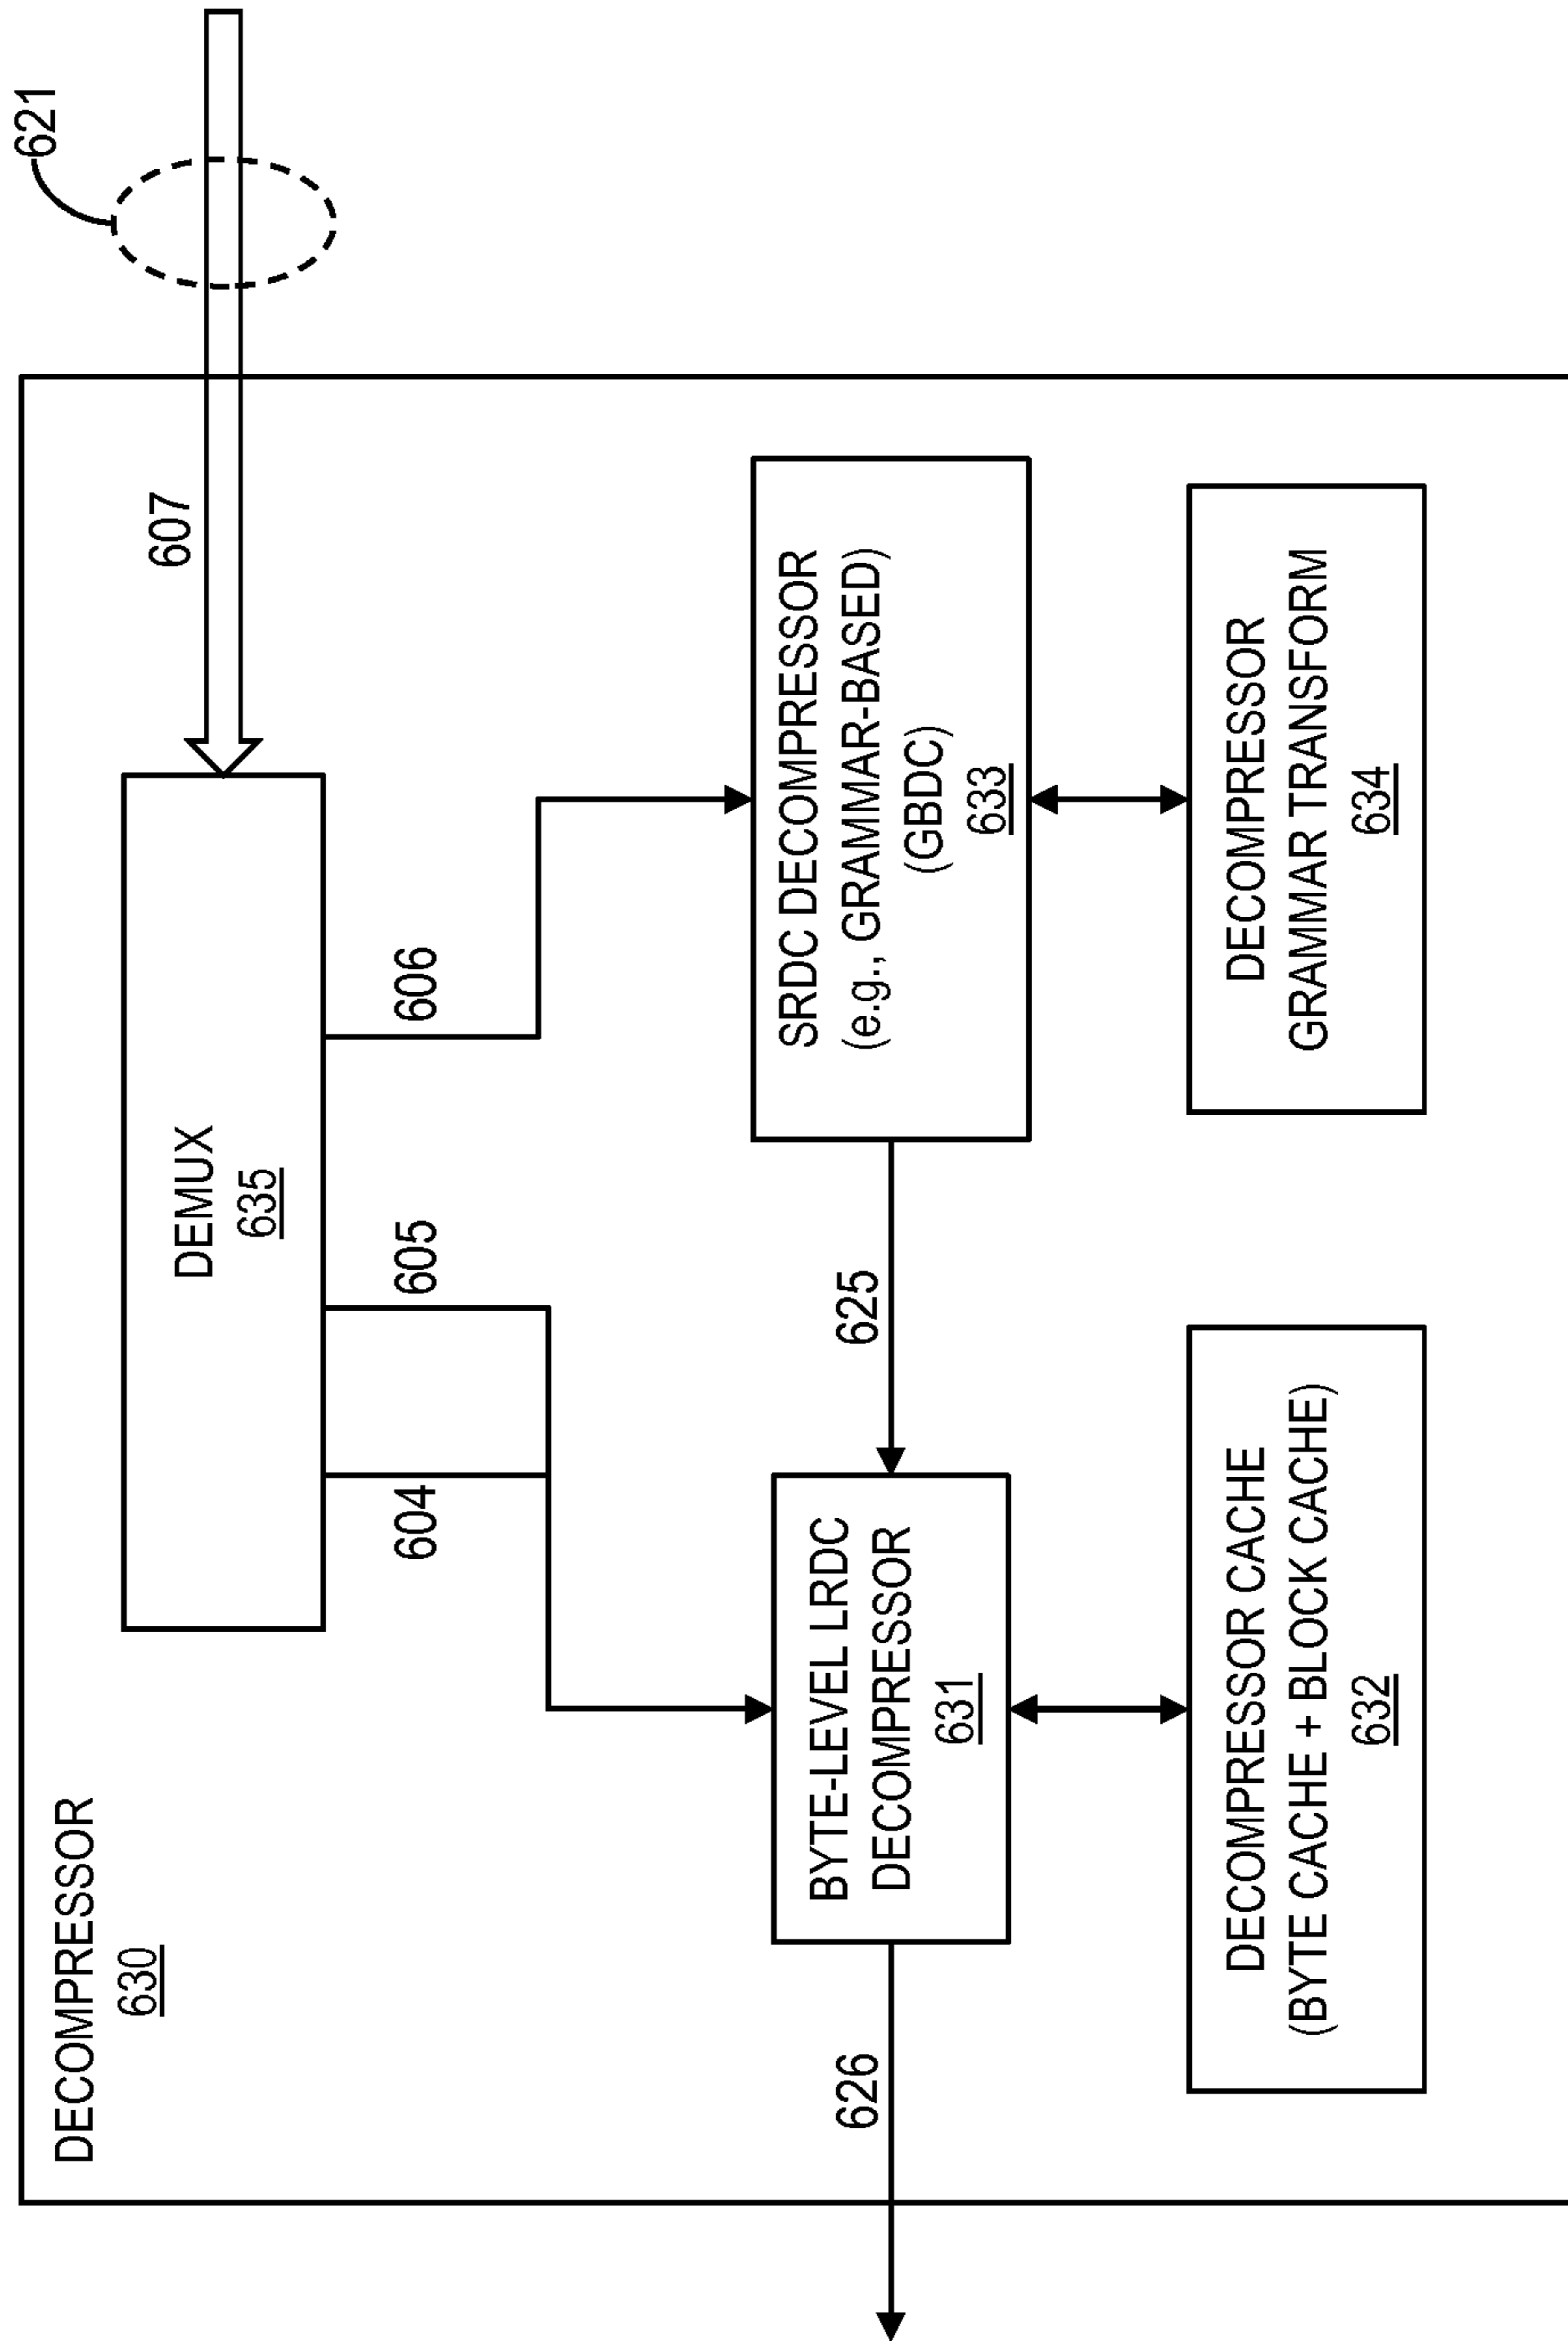 DECOMPRESSOR
630
DEMUX
635
607
621
604
605
606
BYTE-LEVEL LRDC
DECOMPRESSOR
631
626
625
SRDC DECOMPRESSOR
(e.g., GRAMMAR-BASED)
(GBDC)
633
DECOMPRESSOR CACHE
(BYTE CACHE + BLOCK CACHE)
632
DECOMPRESSOR
GRAMMAR TRANSFORM
634